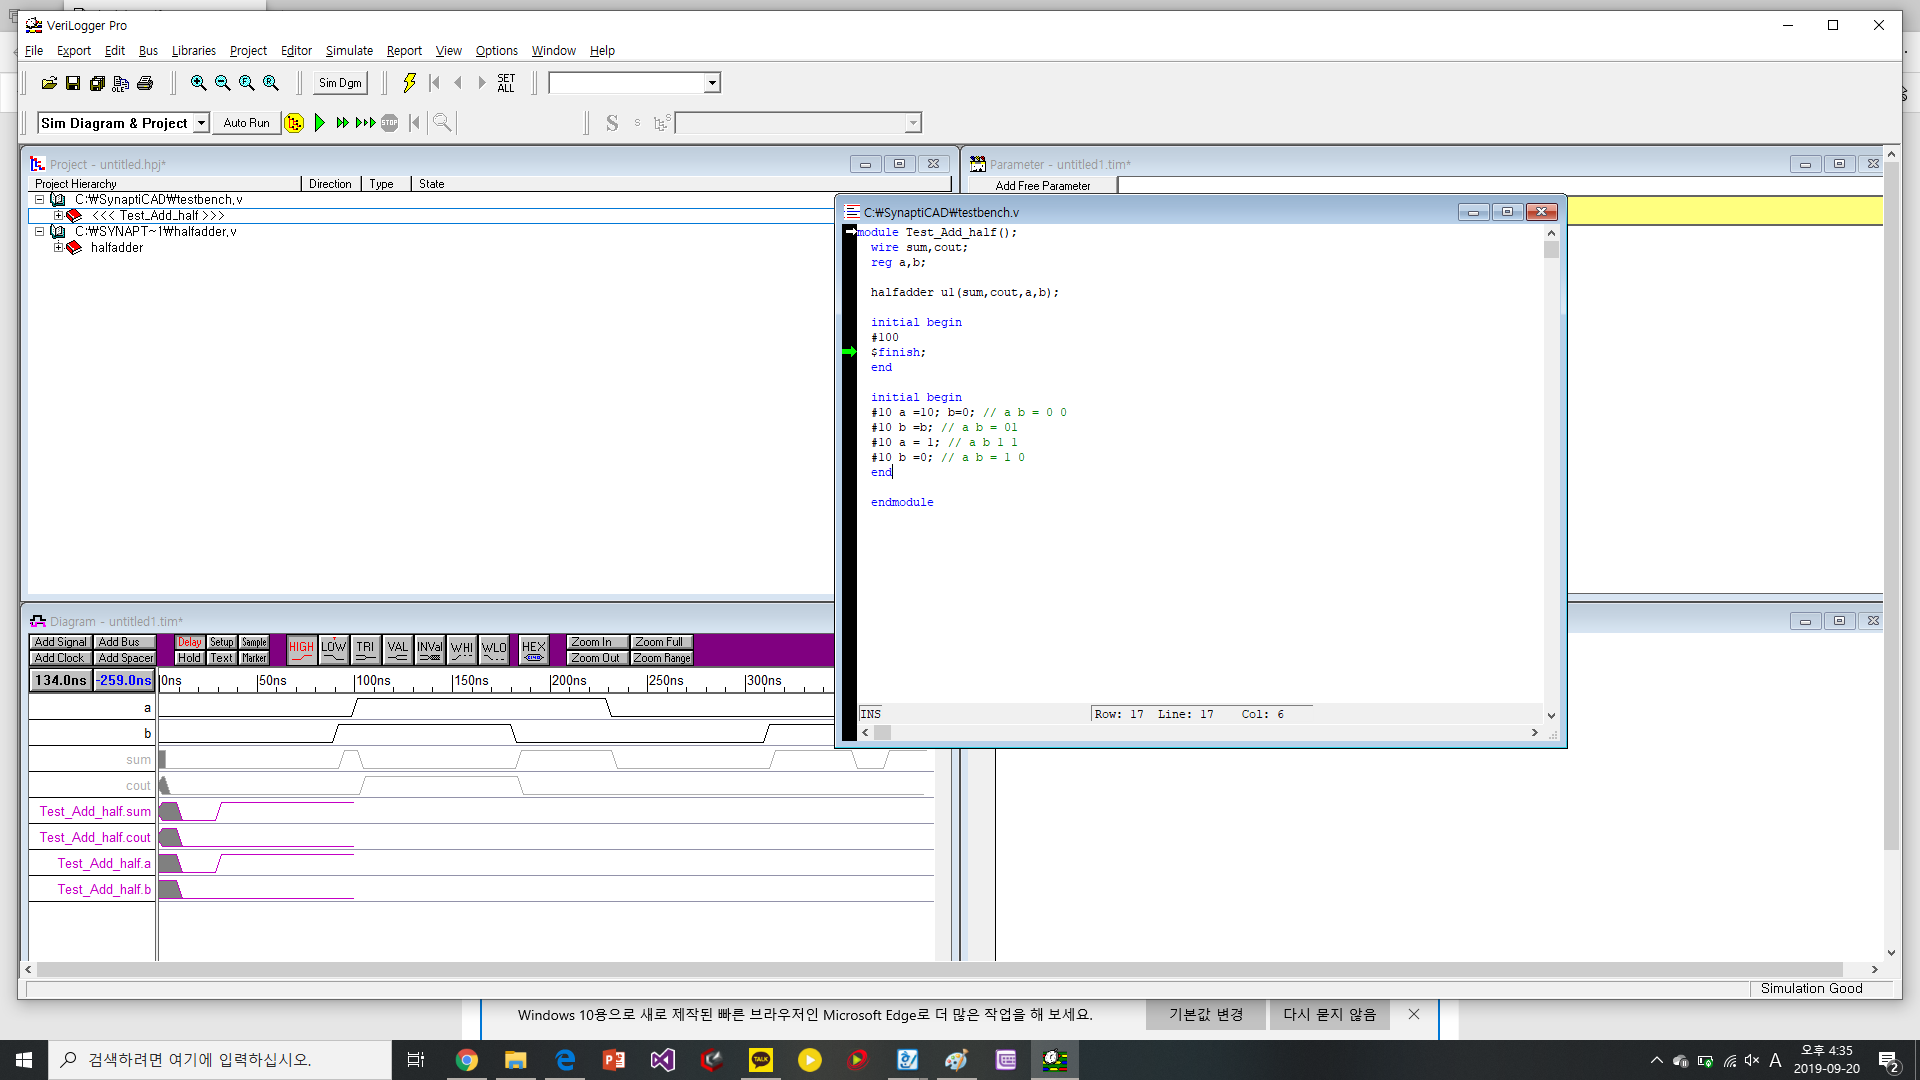 VeriLogger Pro
File Export Edit Bus Libraries Project Editor Simulate Report View Options Window Help
Sim Dgm
SET
ALL
Sim Diagram & Project Auto Run
STOP
Project - untitled.hpj*
Project Hierarchy Direction Type State
C:₩SynaptiCAD₩testbench.v
<<< Test_Add_half >>>
C:₩SYNAPT~1₩halfadder.v
halfadder
Parameter - untitled1.tim*
Add Free Parameter
C:₩SynaptiCAD₩testbench.v
module Test_Add_half();
wire sum,cout;
reg a,b;
halfadder u1(sum,cout,a,b);
initial begin
#100
$finish;
end
initial begin
#10 a =10; b=0; // a b = 0 0
#10 b =b; // a b = 01
#10 a = 1; // a b 1 1
#10 b =0; // a b = 1 0
end
endmodule
INS Row: 17 Line: 17 Col: 6
Diagram - untitled1.tim*
Add Signal Add Bus Delay Setup Sample HIGH LOW TRI VAL INVal WHI WLO HEX Zoom In Zoom Full
Add Clock Add Spacer Hold Text Marker Zoom Out Zoom Range
134.0ns -259.0ns 0ns 50ns 100ns 150ns 200ns 250ns 300ns
a
b
sum
cout
Test_Add_half.sum
Test_Add_half.cout
Test_Add_half.a
Test_Add_half.b
Simulation Good
Windows 10용으로 새로 제작된 빠른 브라우저인 Microsoft Edge로 더 많은 작업을 해 보세요. 기본값 변경 다시 묻지 않음
검색하려면 여기에 입력하십시오.
TALK
A
오후 4:35
2019-09-20
2